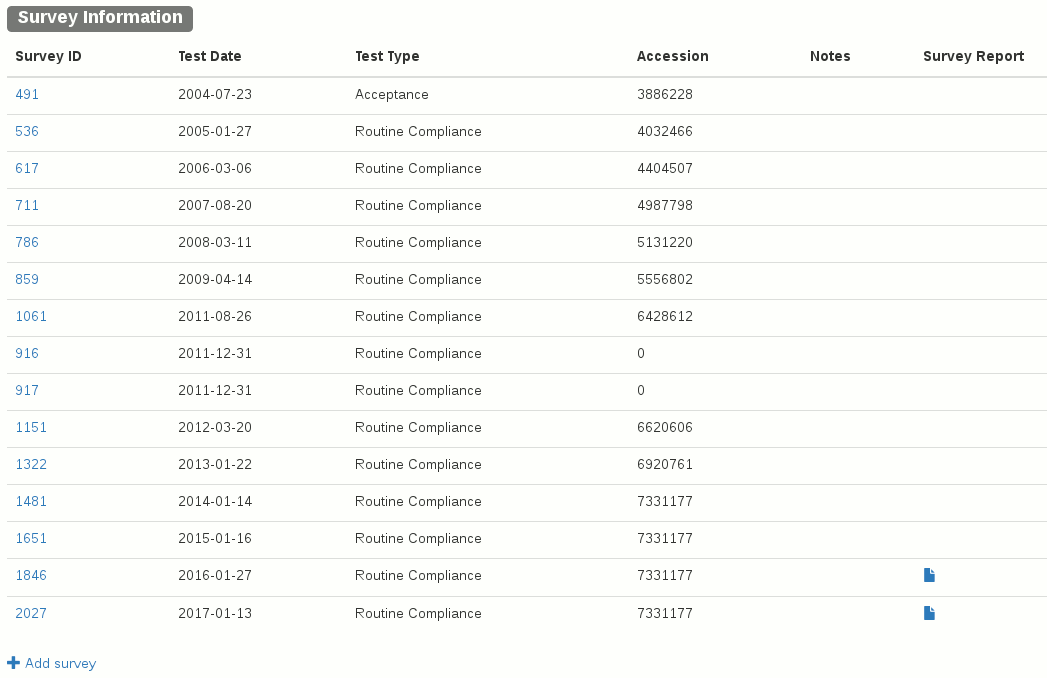 Survey Information
Survey ID Test Date Test Type Accession Notes Survey Report
491 2004-07-23 Acceptance 3886228
536 2005-01-27 Routine Compliance 4032466
617 2006-03-06 Routine Compliance 4404507
711 2007-08-20 Routine Compliance 4987798
786 2008-03-11 Routine Compliance 5131220
859 2009-04-14 Routine Compliance 5556802
1061 2011-08-26 Routine Compliance 6428612
916 2011-12-31 Routine Compliance 0
917 2011-12-31 Routine Compliance 0
1151 2012-03-20 Routine Compliance 6620606
1322 2013-01-22 Routine Compliance 6920761
1481 2014-01-14 Routine Compliance 7331177
1651 2015-01-16 Routine Compliance 7331177
1846 2016-01-27 Routine Compliance 7331177
2027 2017-01-13 Routine Compliance 7331177
Add survey